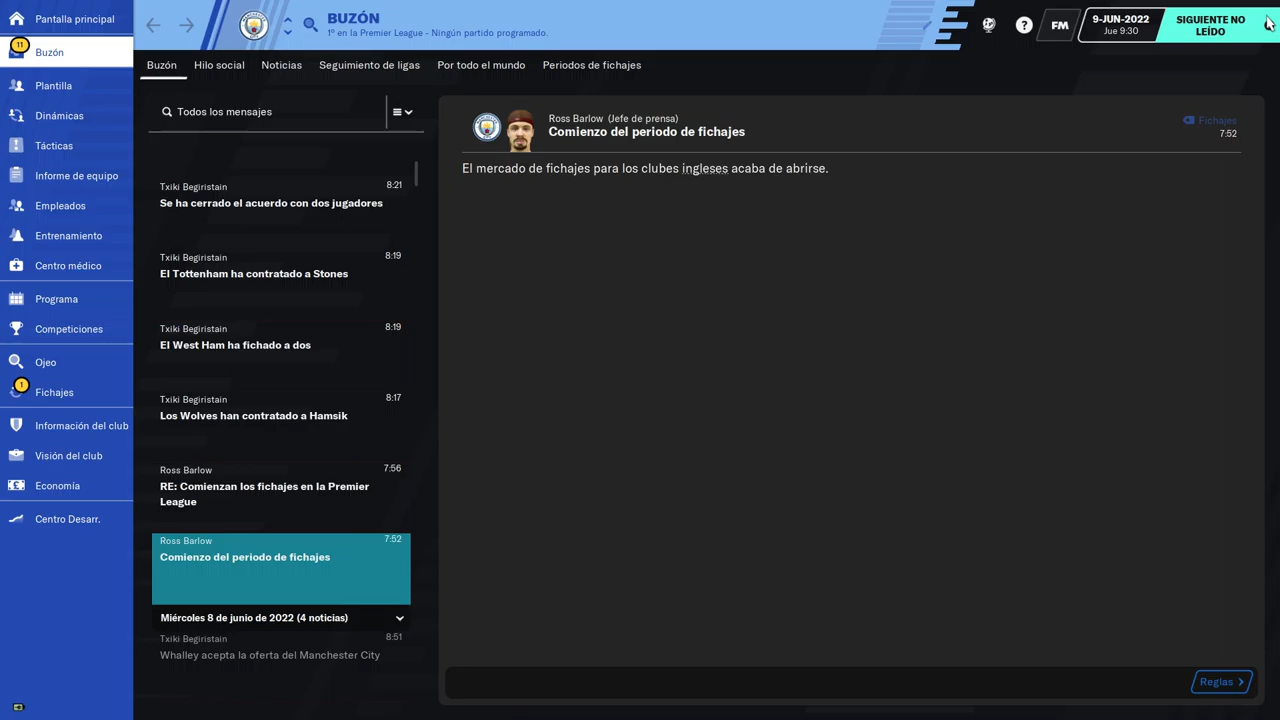 Pantalla principal
11
Buzón
Plantilla
Dinámicas
Tácticas
Informe de equipo
Empleados
Entrenamiento
Centro médico
Programa
Competiciones
Ojeo
1
Fichajes
Información del club
Visión del club
Economía
Centro Desarr.
BUZÓN
1º en la Premier League - Ningún partido programado.
?
FM
9-JUN-2022
Jue 9:30
SIGUIENTE NO
LEÍDO
Buzón Hilo social Noticias Seguimiento de ligas Por todo el mundo Periodos de fichajes
Todos los mensajes
Txiki Begiristain 8:21
Se ha cerrado el acuerdo con dos jugadores
Txiki Begiristain 8:19
El Tottenham ha contratado a Stones
Txiki Begiristain 8:19
El West Ham ha fichado a dos
Txiki Begiristain 8:17
Los Wolves han contratado a Hamsik
Ross Barlow 7:56
RE: Comienzan los fichajes en la Premier
League
Ross Barlow 7:52
Comienzo del periodo de fichajes
Miércoles 8 de junio de 2022 (4 noticias)
Txiki Begiristain 8:51
Whalley acepta la oferta del Manchester City
Ross Barlow (Jefe de prensa)
Comienzo del periodo de fichajes
Fichajes
7:52
El mercado de fichajes para los clubes ingleses acaba de abrirse.
Reglas